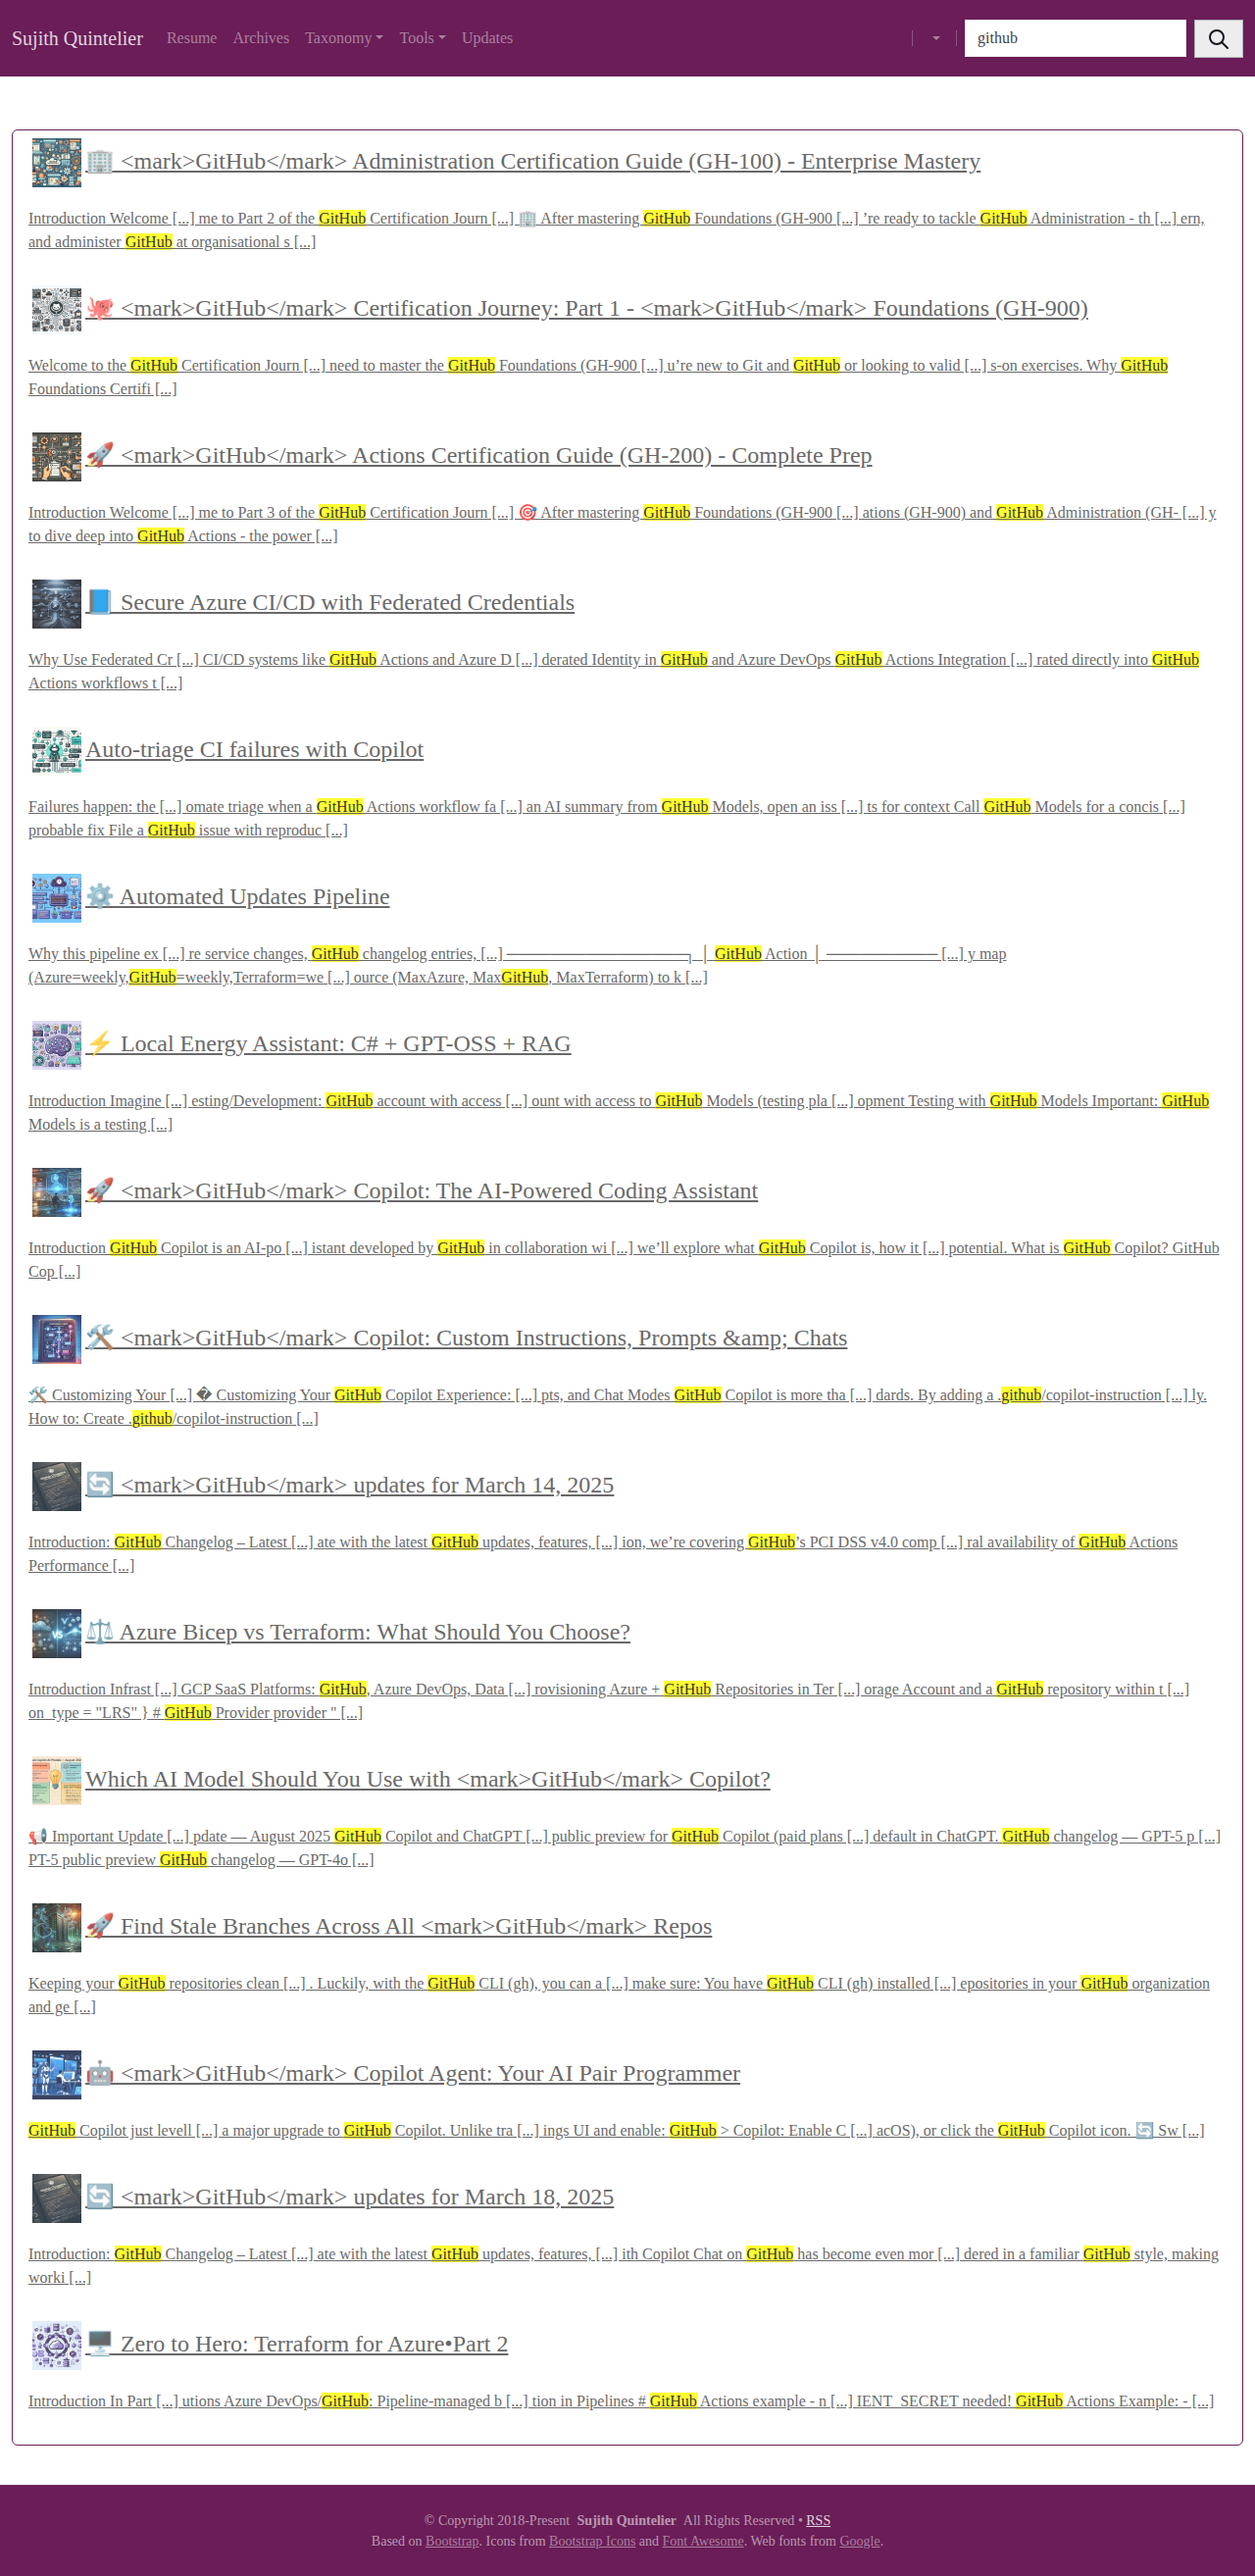 Sujith Quintelier Resume Archives Taxonomy Tools Updates github
🏢 <mark>GitHub</mark> Administration Certification Guide (GH-100) - Enterprise Mastery
Introduction Welcome [...] me to Part 2 of the GitHub Certification Journ [...] 🏢 After mastering GitHub Foundations (GH-900 [...] ’re ready to tackle GitHub Administration - th [...] ern,
and administer GitHub at organisational s [...]
🐙 <mark>GitHub</mark> Certification Journey: Part 1 - <mark>GitHub</mark> Foundations (GH-900)
Welcome to the GitHub Certification Journ [...] need to master the GitHub Foundations (GH-900 [...] u’re new to Git and GitHub or looking to valid [...] s-on exercises. Why GitHub
Foundations Certifi [...]
🚀 <mark>GitHub</mark> Actions Certification Guide (GH-200) - Complete Prep
Introduction Welcome [...] me to Part 3 of the GitHub Certification Journ [...] 🎯 After mastering GitHub Foundations (GH-900 [...] ations (GH-900) and GitHub Administration (GH- [...] y
to dive deep into GitHub Actions - the power [...]
📘 Secure Azure CI/CD with Federated Credentials
Why Use Federated Cr [...] CI/CD systems like GitHub Actions and Azure D [...] derated Identity in GitHub and Azure DevOps GitHub Actions Integration [...] rated directly into GitHub
Actions workflows t [...]
Auto-triage CI failures with Copilot
Failures happen: the [...] omate triage when a GitHub Actions workflow fa [...] an AI summary from GitHub Models, open an iss [...] ts for context Call GitHub Models for a concis [...]
probable fix File a GitHub issue with reproduc [...]
⚙️ Automated Updates Pipeline
Why this pipeline ex [...] re service changes, GitHub changelog entries, [...] ──────────────────┐ │ GitHub Action │ ─────────── [...] y map
(Azure=weekly,GitHub=weekly,Terraform=we [...] ource (MaxAzure, MaxGitHub, MaxTerraform) to k [...]
⚡ Local Energy Assistant: C# + GPT-OSS + RAG
Introduction Imagine [...] esting/Development: GitHub account with access [...] ount with access to GitHub Models (testing pla [...] opment Testing with GitHub Models Important: GitHub
Models is a testing [...]
🚀 <mark>GitHub</mark> Copilot: The AI-Powered Coding Assistant
Introduction GitHub Copilot is an AI-po [...] istant developed by GitHub in collaboration wi [...] we’ll explore what GitHub Copilot is, how it [...] potential. What is GitHub Copilot? GitHub
Cop [...]
🛠️ <mark>GitHub</mark> Copilot: Custom Instructions, Prompts &amp; Chats
🛠️ Customizing Your [...] � Customizing Your GitHub Copilot Experience: [...] pts, and Chat Modes GitHub Copilot is more tha [...] dards. By adding a .github/copilot-instruction [...] ly.
How to: Create .github/copilot-instruction [...]
🔄 <mark>GitHub</mark> updates for March 14, 2025
Introduction: GitHub Changelog – Latest [...] ate with the latest GitHub updates, features, [...] ion, we’re covering GitHub’s PCI DSS v4.0 comp [...] ral availability of GitHub Actions
Performance [...]
⚖️ Azure Bicep vs Terraform: What Should You Choose?
Introduction Infrast [...] GCP SaaS Platforms: GitHub, Azure DevOps, Data [...] rovisioning Azure + GitHub Repositories in Ter [...] orage Account and a GitHub repository within t [...]
on_type = "LRS" } # GitHub Provider provider " [...]
Which AI Model Should You Use with <mark>GitHub</mark> Copilot?
📢 Important Update [...] pdate — August 2025 GitHub Copilot and ChatGPT [...] public preview for GitHub Copilot (paid plans [...] default in ChatGPT. GitHub changelog — GPT-5 p [...]
PT-5 public preview GitHub changelog — GPT-4o [...]
🚀 Find Stale Branches Across All <mark>GitHub</mark> Repos
Keeping your GitHub repositories clean [...] . Luckily, with the GitHub CLI (gh), you can a [...] make sure: You have GitHub CLI (gh) installed [...] epositories in your GitHub organization
and ge [...]
🤖 <mark>GitHub</mark> Copilot Agent: Your AI Pair Programmer
GitHub Copilot just levell [...] a major upgrade to GitHub Copilot. Unlike tra [...] ings UI and enable: GitHub > Copilot: Enable C [...] acOS), or click the GitHub Copilot icon. 🔄 Sw [...]
🔄 <mark>GitHub</mark> updates for March 18, 2025
Introduction: GitHub Changelog – Latest [...] ate with the latest GitHub updates, features, [...] ith Copilot Chat on GitHub has become even mor [...] dered in a familiar GitHub style, making
worki [...]
🖥️ Zero to Hero: Terraform for Azure•Part 2
Introduction In Part [...] utions Azure DevOps/GitHub: Pipeline-managed b [...] tion in Pipelines # GitHub Actions example - n [...] IENT_SECRET needed! GitHub Actions Example: - [...]
© Copyright 2018-Present Sujith Quintelier All Rights Reserved • RSS
Based on Bootstrap. Icons from Bootstrap Icons and Font Awesome. Web fonts from Google.